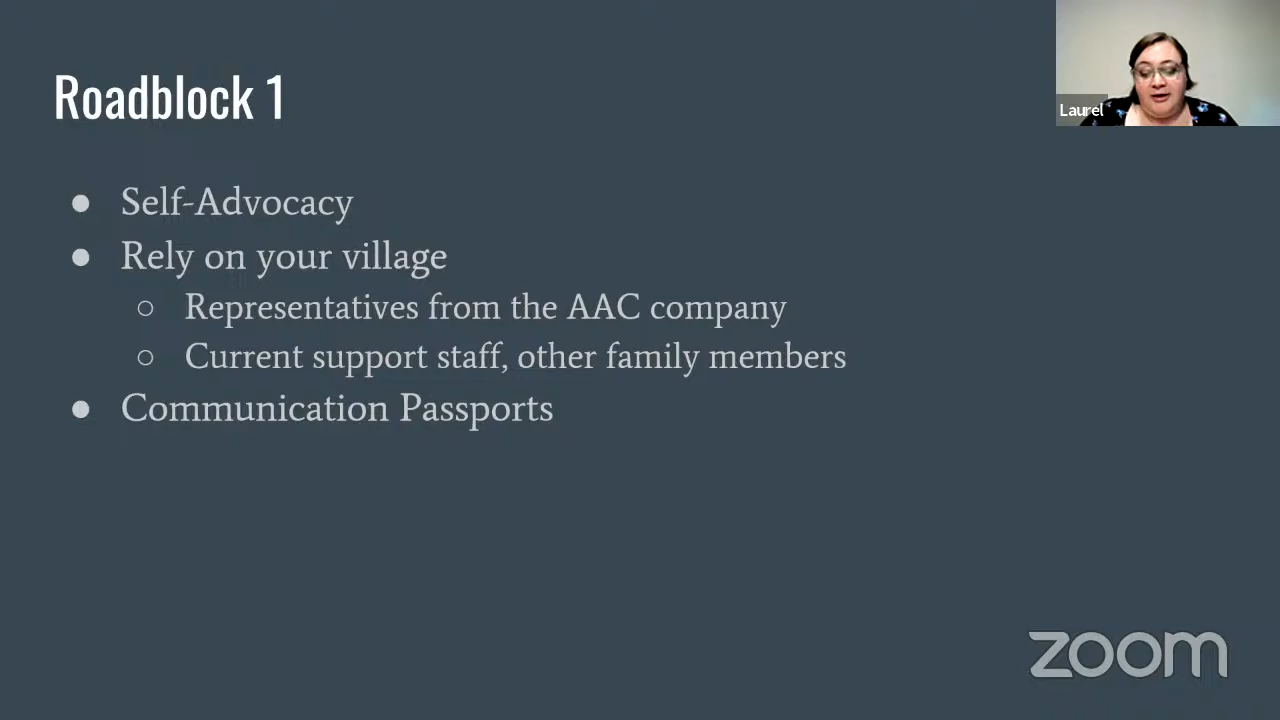 Roadblock 1
Laurel
● Self-Advocacy
● Rely on your village
○ Representatives from the AAC company
○ Current support staff, other family members
● Communication Passports
zoom